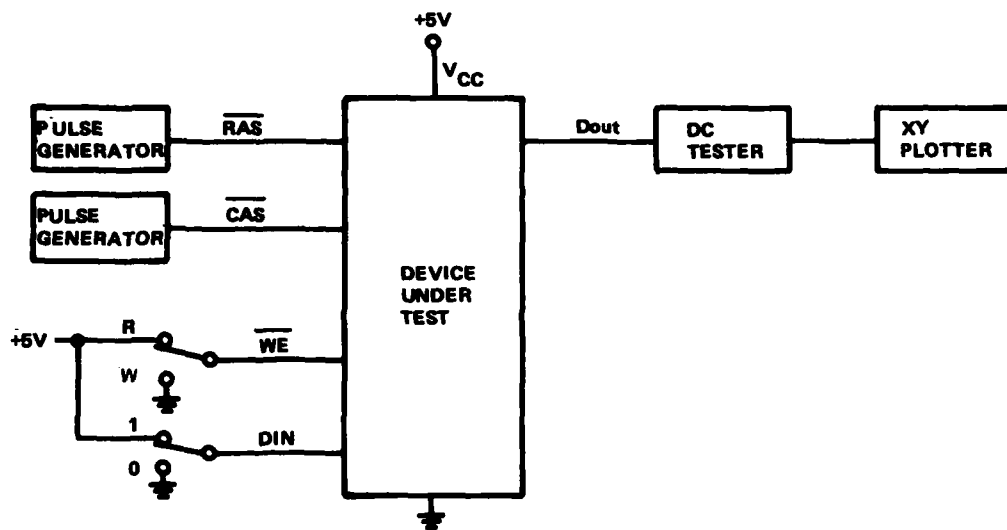 +5V
VCC
PULSE
GENERATOR
RAS
Dout
DC
TESTER
XY
PLOTTER
PULSE
GENERATOR
CAS
DEVICE
UNDER
TEST
+5V
R
WE
W
1
DIN
0